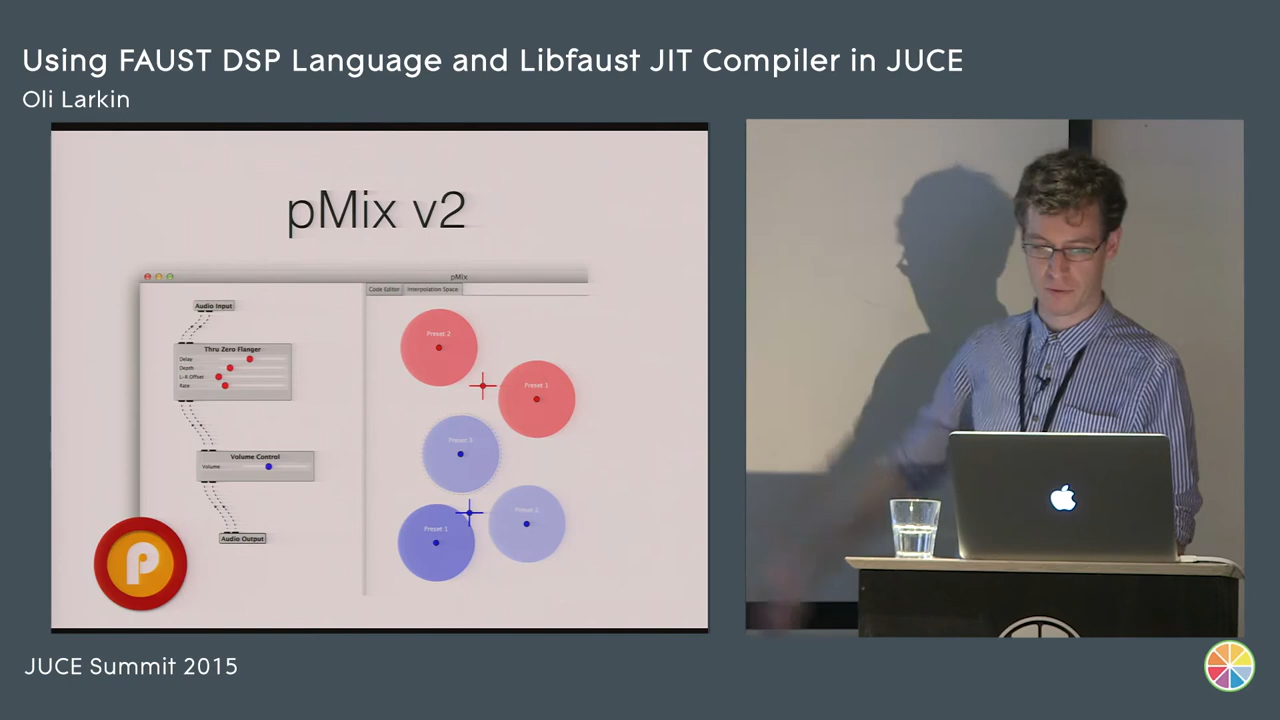 Using FAUST DSP Language and Libfaust JIT Compiler in JUCE
Oli Larkin
pMix v2
pMix
Code Editor
Interpolation Space
Audio Input
Thru Zero Flanger
Delay
Depth
L-R Offset
Rate
Volume Control
Volume
Audio Output
Preset 2
Preset 1
Preset 3
Preset 2
Preset 1
P
JUCE Summit 2015